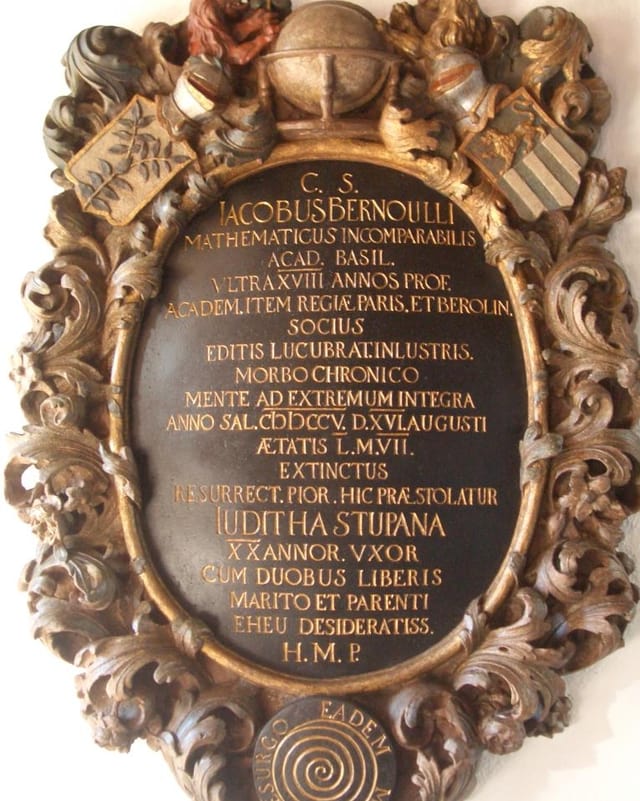 C. S.
IACOBUS BERNOULLI
MATHEMATICUS INCOMPARABILIS
ACAD. BASIL.
VLTRA XVIII ANNOS PROF.
ACADEM. ITEM REGIÆ PARIS. ET BEROLIN.
SOCIUS
EDITIS LUCUBRAT. INLUSTRIS.
MORBO CHRONICO
MENTE AD EXTREMUM INTEGRA
ANNO SAL. CIↃIↃCCV. D. XVI. AUGUSTI
ÆTATIS L. M. VII.
EXTINCTUS
RESURRECT. PIOR. HIC PRÆSTOLATUR
IUDITHA STUPANA
XX ANNOR. VXOR
CUM DUOBUS LIBERIS
MARITO ET PARENTI
EHEU DESIDERATISS.
H. M. P.
EADEM